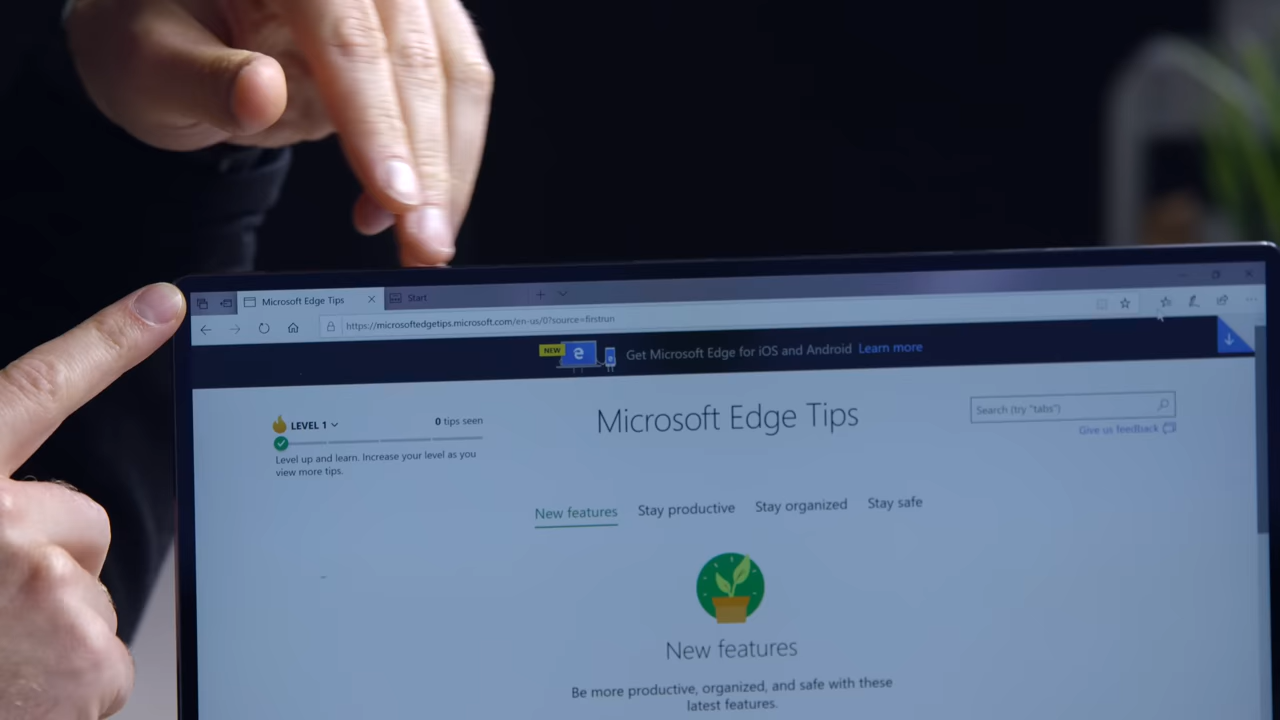 Microsoft Edge Tips
Start
https://microsoftedgetips.microsoft.com/en-us/0?source=firstrun
NEW
e
Get Microsoft Edge for iOS and Android Learn more
LEVEL 1
0 tips seen
Level up and learn. Increase your level as you
view more tips.
Microsoft Edge Tips
Search (try "tabs")
Give us feedback
New features Stay productive Stay organized Stay safe
New features
Be more productive, organized, and safe with these
latest features.